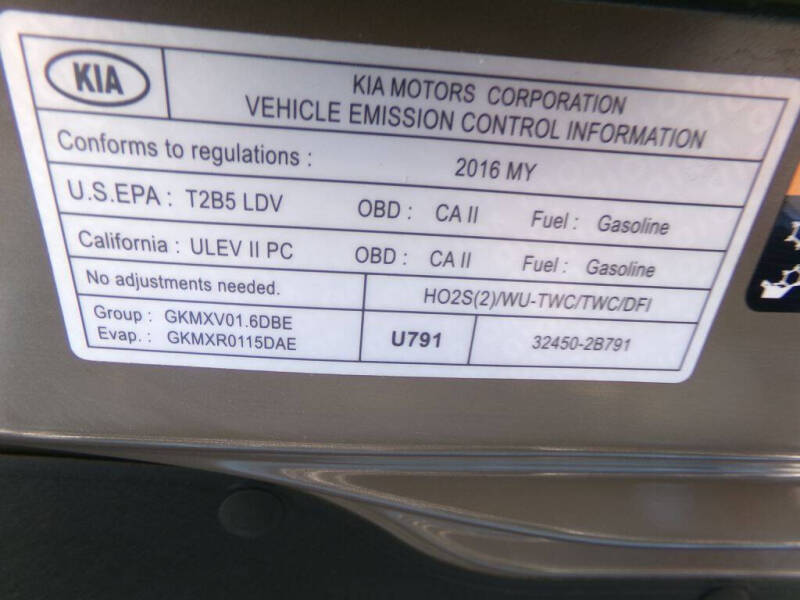 KIA
KIA MOTORS CORPORATION
VEHICLE EMISSION CONTROL INFORMATION
Conforms to regulations : 2016 MY
U.S.EPA : T2B5 LDV OBD : CA II Fuel : Gasoline
California : ULEV II PC OBD : CA II Fuel : Gasoline
No adjustments needed. HO2S(2)/WU-TWC/TWC/DFI
Group : GKMXV01.6DBE
Evap. : GKMXR0115DAE
U791 32450-2B791